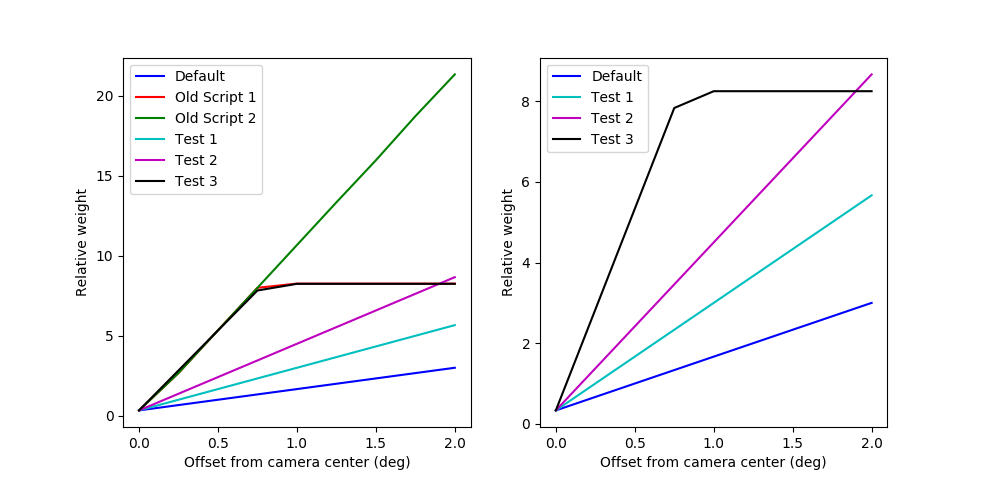 Default
Old Script 1
Old Script 2
Test 1
Test 2
Test 3
20
15
10
5
0
Relative weight
0.0 0.5 1.0 1.5 2.0
Offset from camera center (deg)
Default
Test 1
Test 2
Test 3
8
6
4
2
0
Relative weight
0.0 0.5 1.0 1.5 2.0
Offset from camera center (deg)